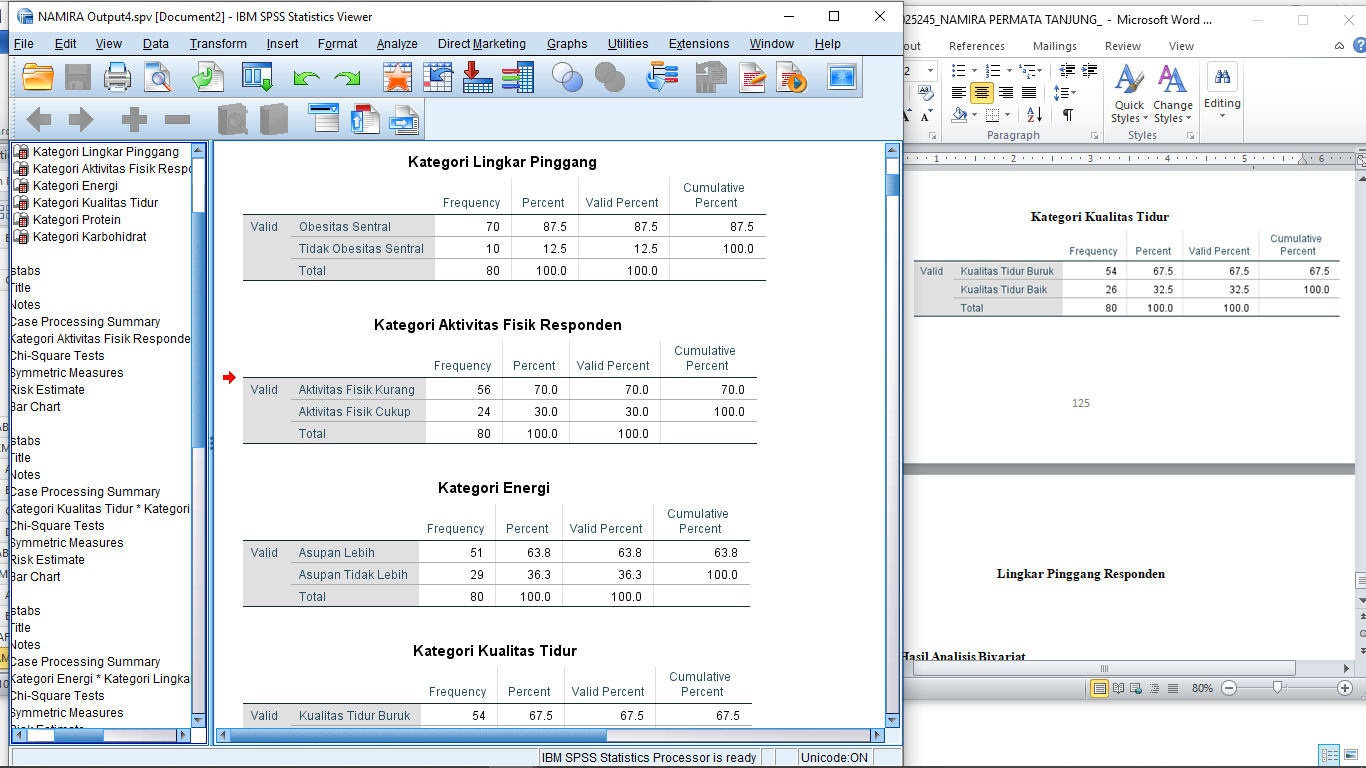 NAMIRA Output4.spv [Document2] - IBM SPSS Statistics Viewer
File Edit View Data Transform Insert Format Analyze Direct Marketing Graphs Utilities Extensions Window Help
Kategori Lingkar Pinggang
Kategori Aktivitas Fisik Respo
Kategori Energi
Kategori Kualitas Tidur
Kategori Protein
Kategori Karbohidrat
stabs
Title
Notes
Case Processing Summary
Kategori Aktivitas Fisik Responde
Chi-Square Tests
Symmetric Measures
Risk Estimate
Bar Chart
stabs
Title
Notes
Case Processing Summary
Kategori Kualitas Tidur * Kategori
Chi-Square Tests
Symmetric Measures
Risk Estimate
Bar Chart
stabs
Title
Notes
Case Processing Summary
Kategori Energi * Kategori Lingka
Chi-Square Tests
Symmetric Measures
Kategori Lingkar Pinggang
Frequency Percent Valid Percent Cumulative Percent
Valid Obesitas Sentral 70 87.5 87.5 87.5
Tidak Obesitas Sentral 10 12.5 12.5 100.0
Total 80 100.0 100.0
Kategori Aktivitas Fisik Responden
Frequency Percent Valid Percent Cumulative Percent
Valid Aktivitas Fisik Kurang 56 70.0 70.0 70.0
Aktivitas Fisik Cukup 24 30.0 30.0 100.0
Total 80 100.0 100.0
Kategori Energi
Frequency Percent Valid Percent Cumulative Percent
Valid Asupan Lebih 51 63.8 63.8 63.8
Asupan Tidak Lebih 29 36.3 36.3 100.0
Total 80 100.0 100.0
Kategori Kualitas Tidur
Frequency Percent Valid Percent Cumulative Percent
Valid Kualitas Tidur Buruk 54 67.5 67.5 67.5
IBM SPSS Statistics Processor is ready Unicode:ON
25245_NAMIRA PERMATA TANJUNG_ - Microsoft Word ...
out References Mailings Review View
Quick Styles Change Styles Editing
Paragraph Styles
1 2 3 4 5 6
Kategori Kualitas Tidur
Frequency Percent Valid Percent Cumulative Percent
Valid Kualitas Tidur Buruk 54 67.5 67.5 67.5
Kualitas Tidur Baik 26 32.5 32.5 100.0
Total 80 100.0 100.0
125
Lingkar Pinggang Responden
Hasil Analisis Bivariat
80%